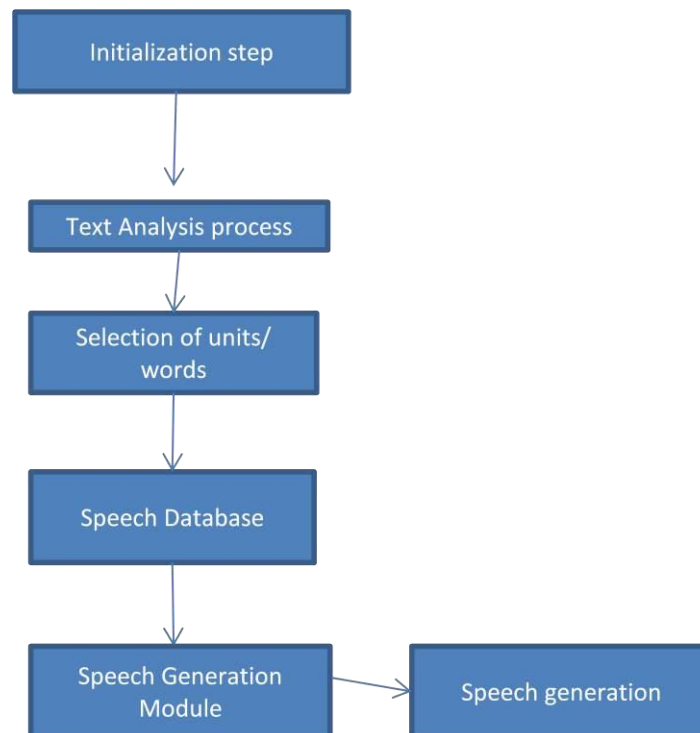 Initialization step
Text Analysis process
Selection of units/
words
Speech Database
Speech Generation
Module
Speech generation